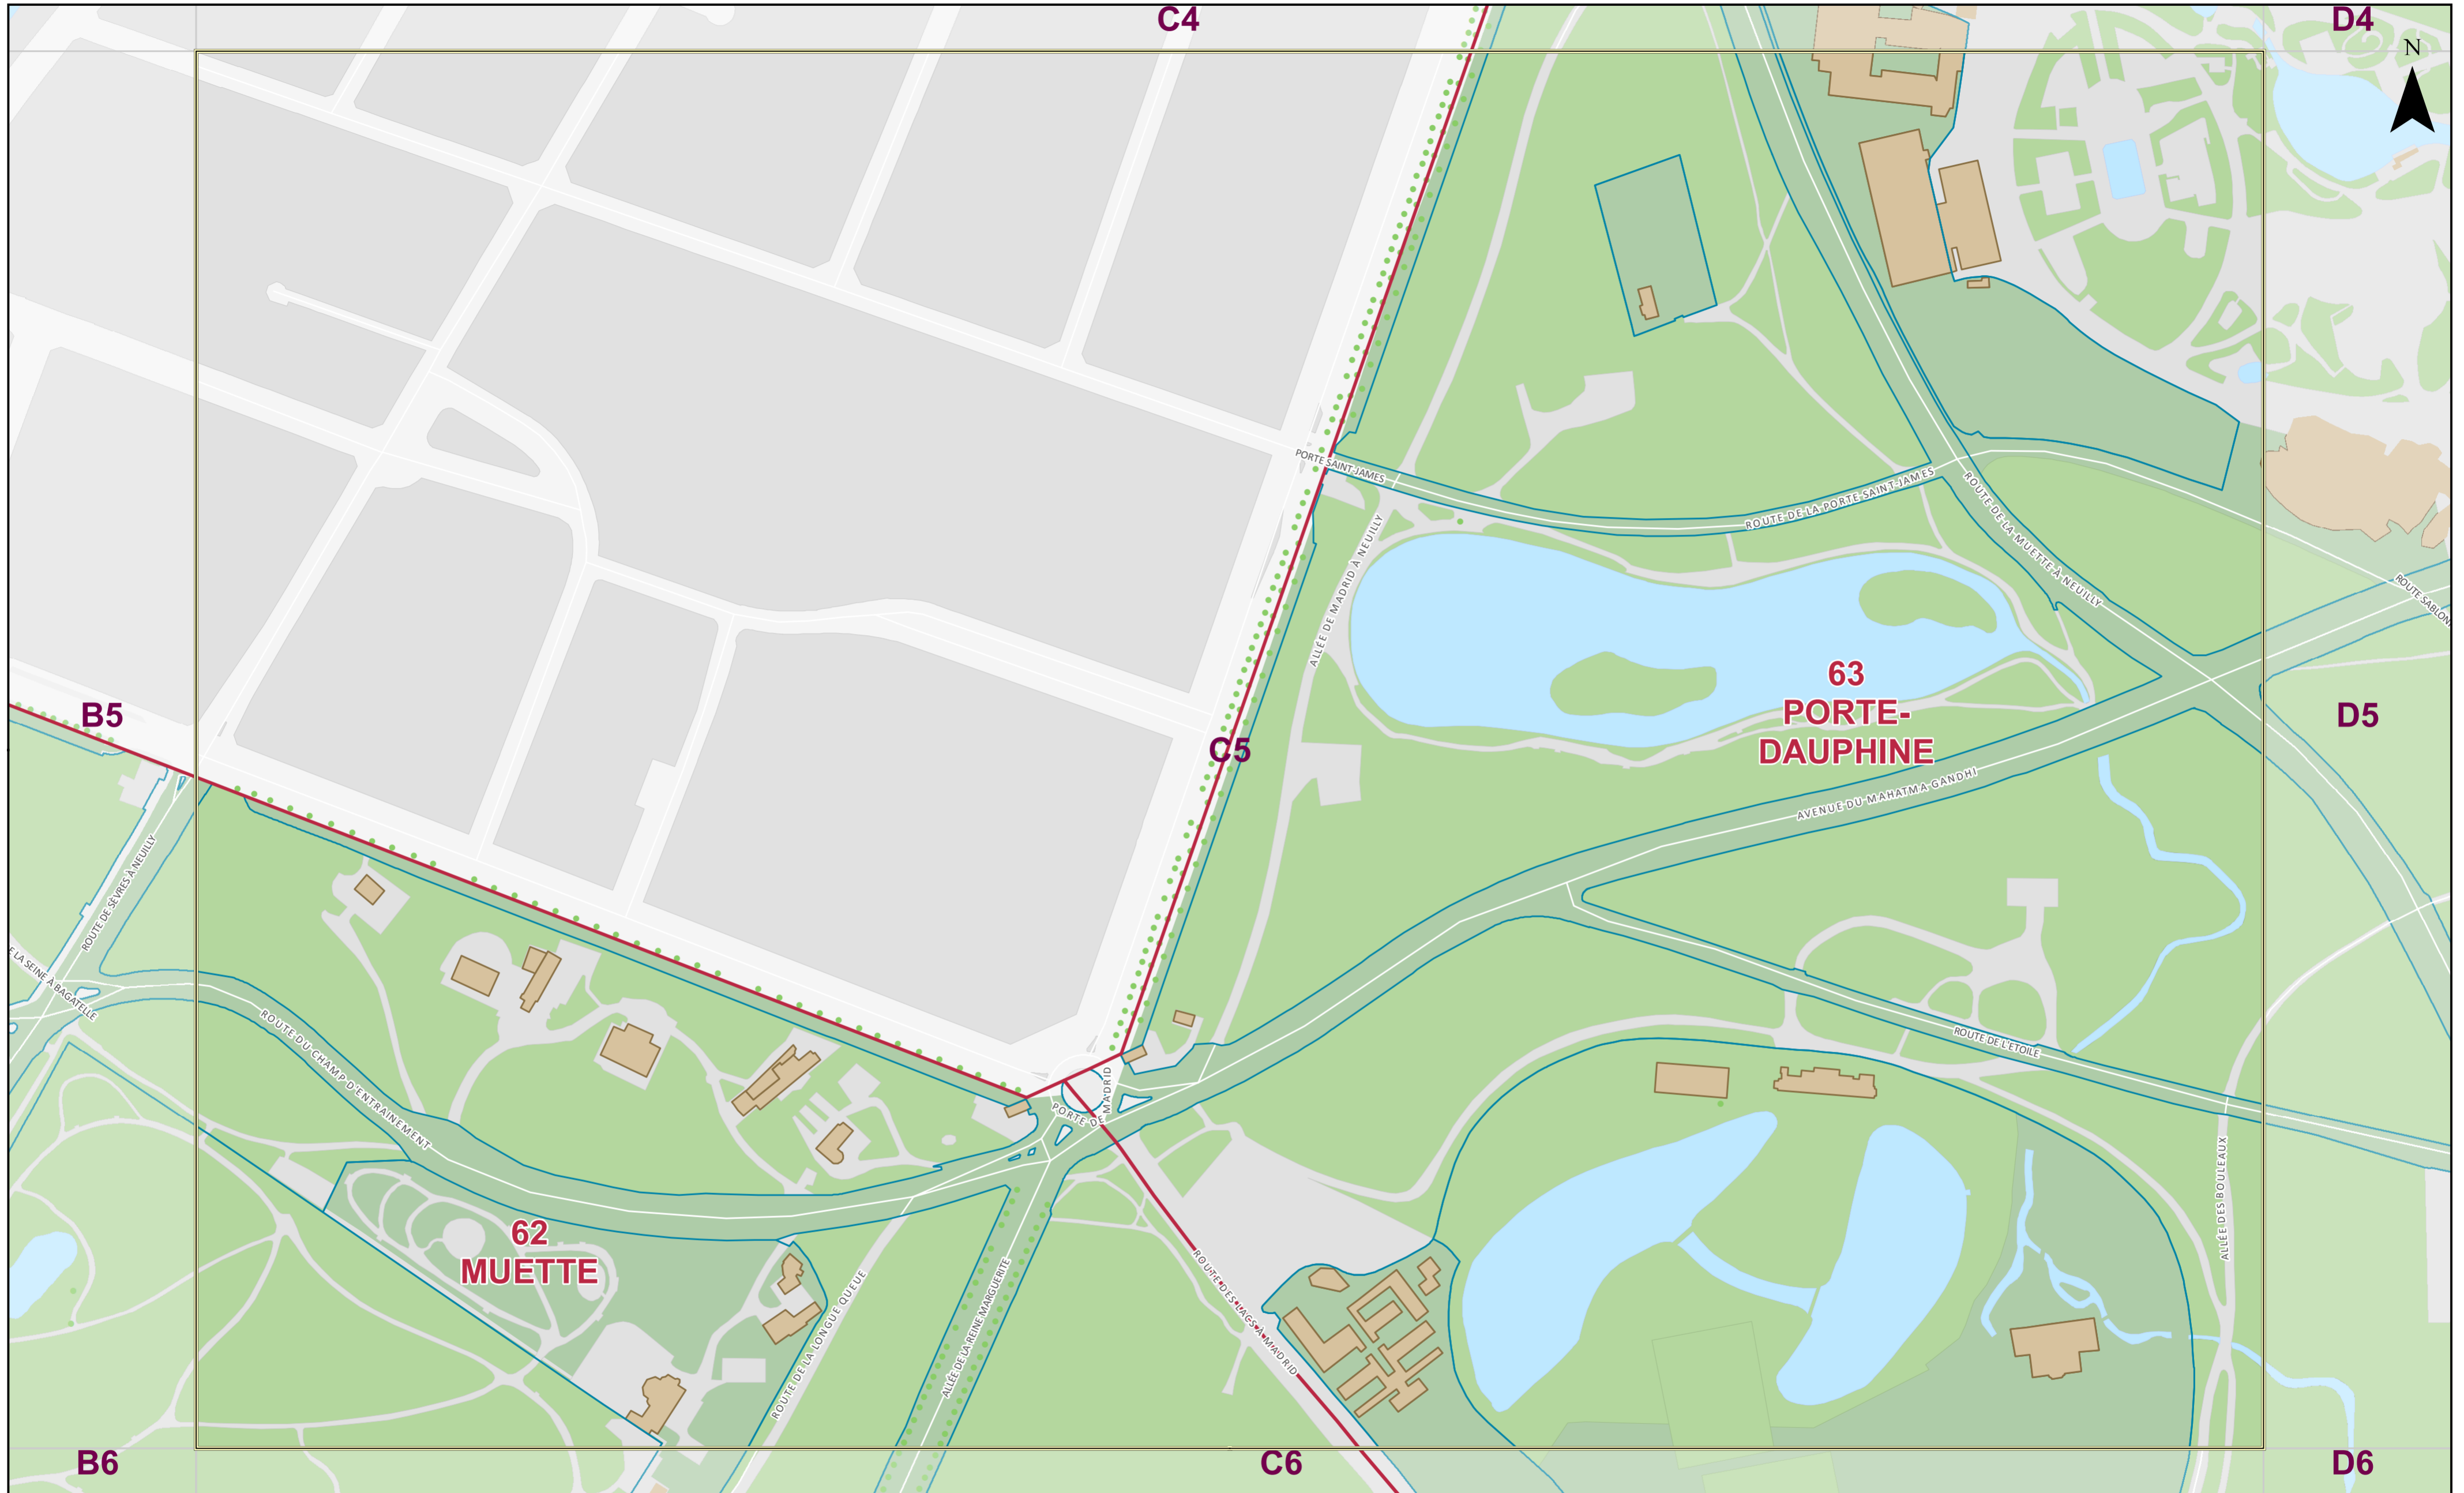 C4
D4
N
PORTE SAINT-JAMES
ROUTE DE LA PORTE SAINT-JAMES
ROUTE DE LA MUETTE À NEUILLY
ALLÉE DE MADRID À NEUILLY
ROUTE SABLON
63
PORTE-
DAUPHINE
B5
C5
D5
AVENUE DU MAHATMA GANDHI
ROUTE DE SÈVRES À NEUILLY
E LA SEINE À BAGATELLE
ROUTE DU CHAMP D'ENTRAINEMENT
ROUTE DE L'ETOILE
PORTE DE MADRID
ALLÉE DES BOULEAUX
62
MUETTE
ROUTE DE LA LONGUE QUEUE
ALLÉE DE LA REINE MARGUERITE
ROUTE DES LACS À MADRID
B6
C6
D6